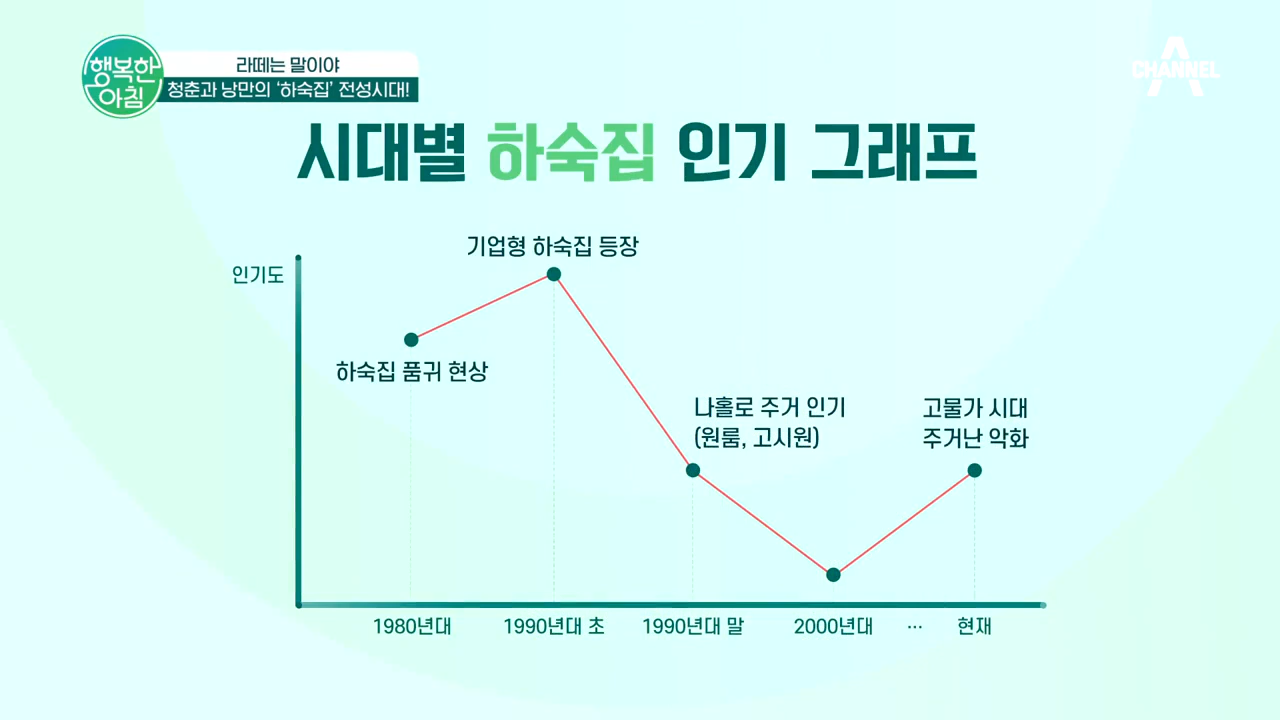 행복한
아침
라떼는 말이야
청춘과 낭만의 '하숙집' 전성시대!
CHANNEL A
시대별 하숙집 인기 그래프
인기도
기업형 하숙집 등장
하숙집 품귀 현상
나홀로 주거 인기
(원룸, 고시원)
고물가 시대
주거난 악화
1980년대 1990년대 초 1990년대 말 2000년대 ··· 현재